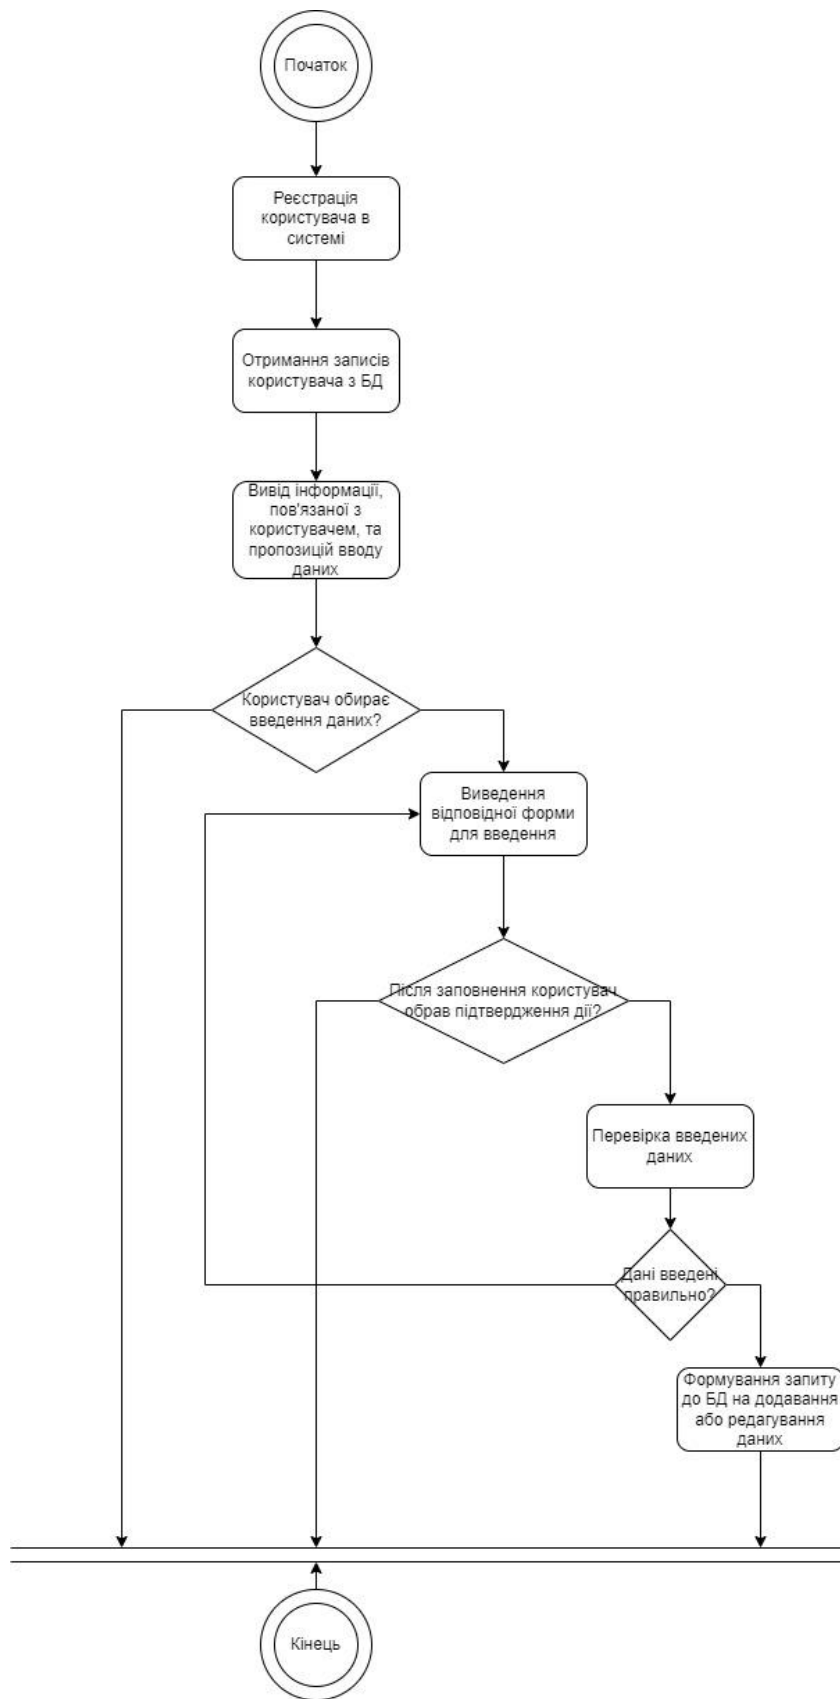 Початок
Реєстрація
користувача в
системі
Отримання записів
користувача з БД
Вивід інформації,
пов'язаної з
користувачем, та
пропозицій вводу
даних
Користувач обирає
введення даних?
Виведення
відповідної форми
для введення
Після заповнення користувач
обрав підтвердження дії?
Перевірка введених
даних
Дані введені
правильно?
Формування запиту
до БД на додавання
або редагування
даних
Кінець